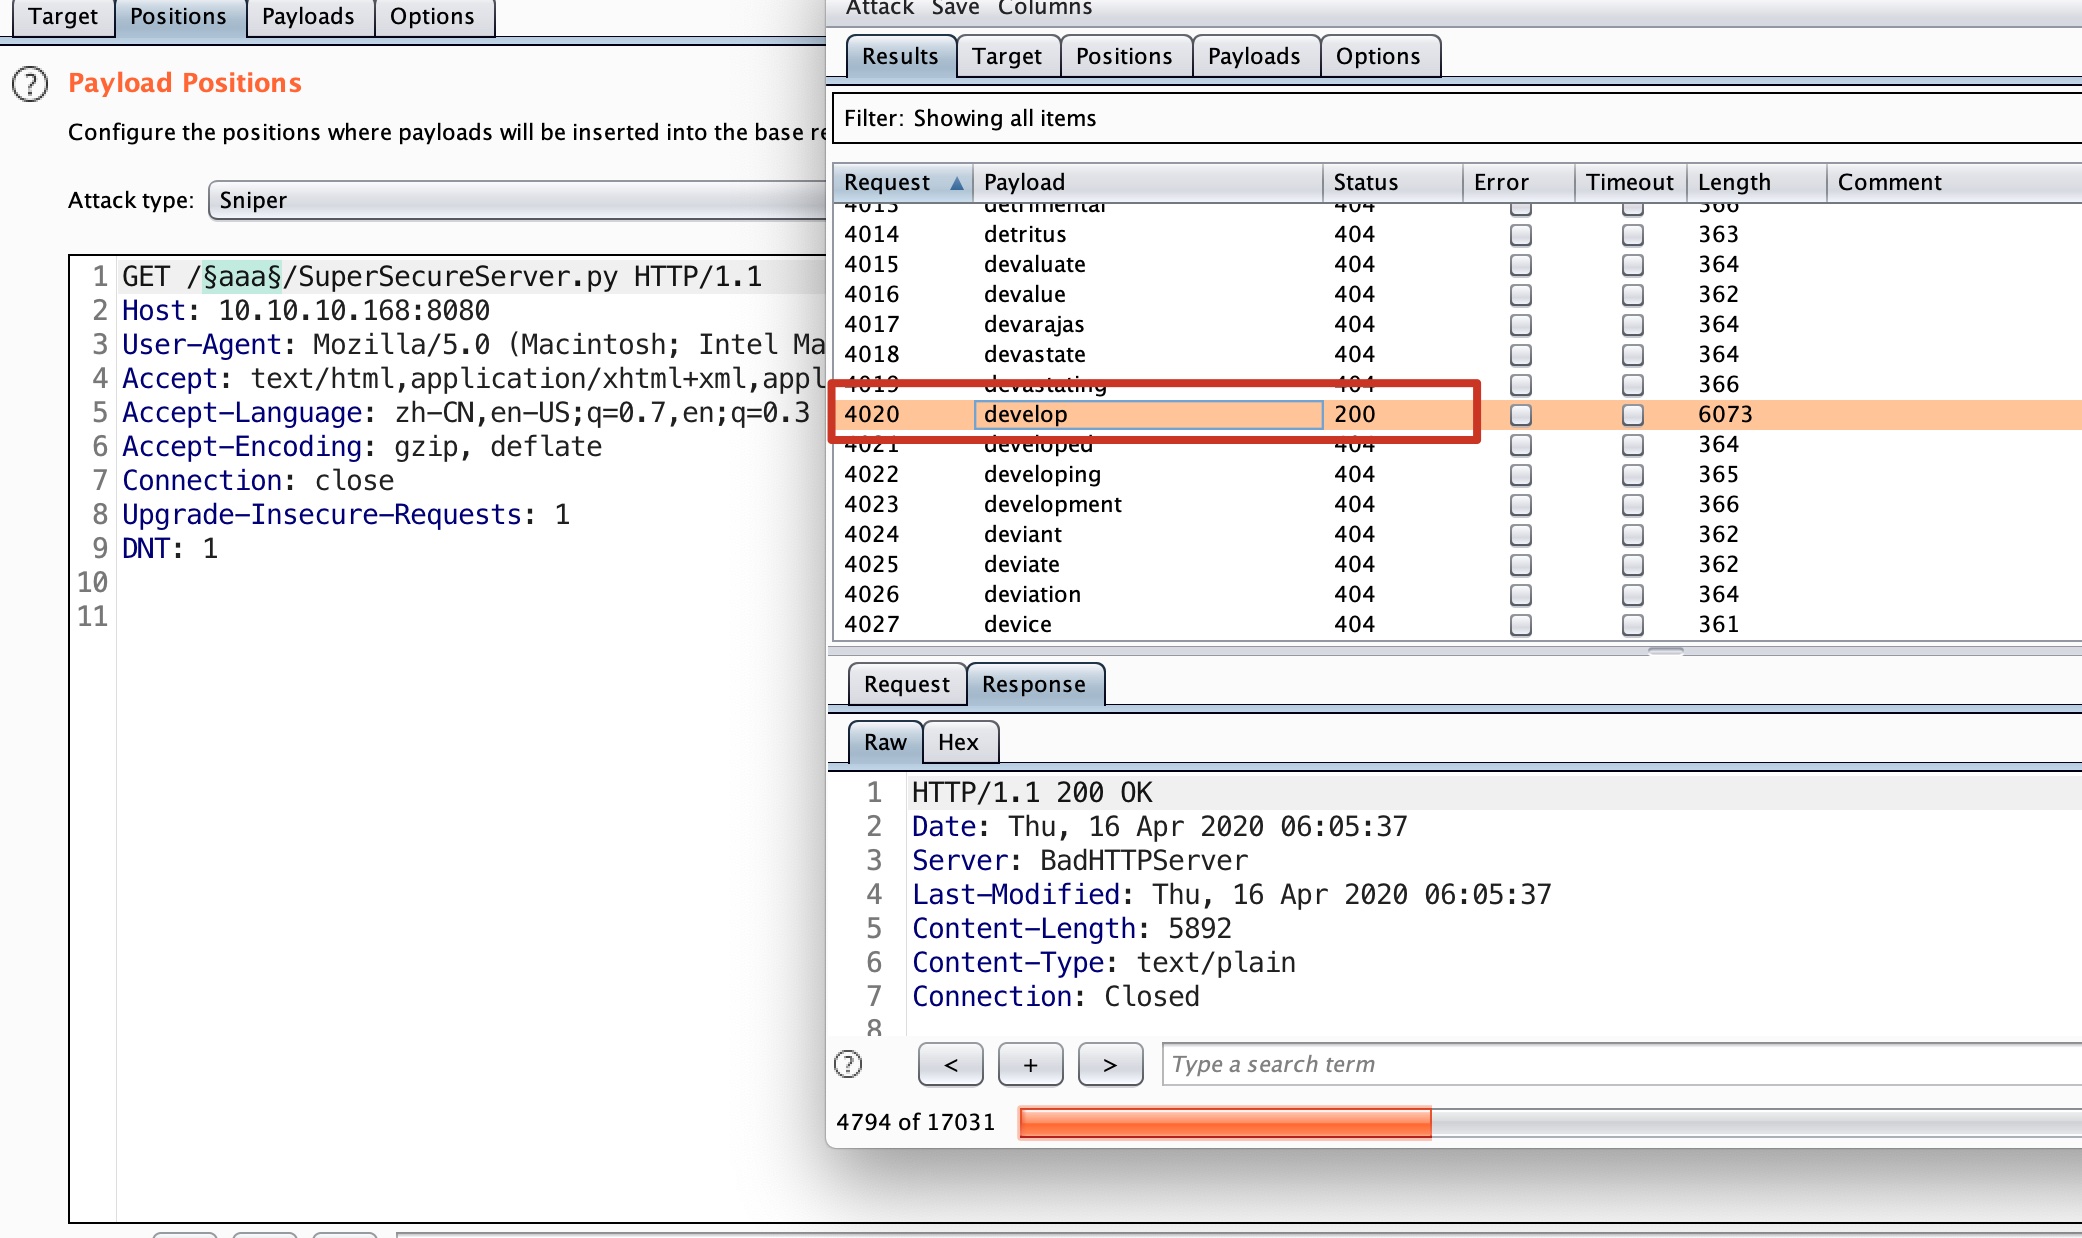 Target Positions Payloads Options
? Payload Positions
Configure the positions where payloads will be inserted into the base re
Attack type: Sniper
1 GET /§aaa§/SuperSecureServer.py HTTP/1.1
2 Host: 10.10.10.168:8080
3 User-Agent: Mozilla/5.0 (Macintosh; Intel Ma
4 Accept: text/html,application/xhtml+xml,appl
5 Accept-Language: zh-CN,en-US;q=0.7,en;q=0.3
6 Accept-Encoding: gzip, deflate
7 Connection: close
8 Upgrade-Insecure-Requests: 1
9 DNT: 1
10
11
Attack Save Columns
Results Target Positions Payloads Options
Filter: Showing all items
Request ▲ Payload Status Error Timeout Length Comment
4013 detrimental 404 366
4014 detritus 404 363
4015 devaluate 404 364
4016 devalue 404 362
4017 devarajas 404 364
4018 devastate 404 364
4019 devastating 404 366
4020 develop 200 6073
4021 developed 404 364
4022 developing 404 365
4023 development 404 366
4024 deviant 404 362
4025 deviate 404 362
4026 deviation 404 364
4027 device 404 361
Request Response
Raw Hex
1 HTTP/1.1 200 OK
2 Date: Thu, 16 Apr 2020 06:05:37
3 Server: BadHTTPServer
4 Last-Modified: Thu, 16 Apr 2020 06:05:37
5 Content-Length: 5892
6 Content-Type: text/plain
7 Connection: Closed
8
? < + > Type a search term
4794 of 17031